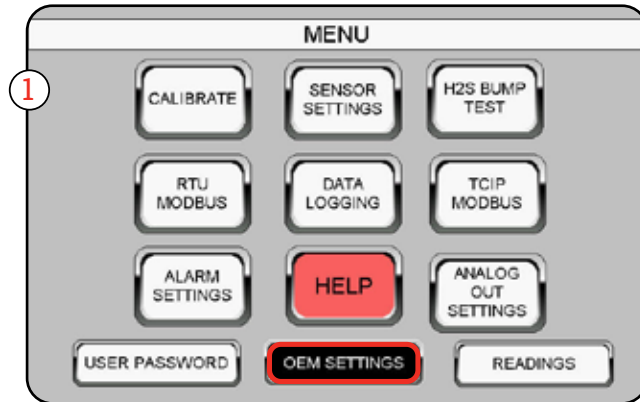 MENU
1
CALIBRATE
SENSOR
SETTINGS
H2S BUMP
TEST
RTU
MODBUS
DATA
LOGGING
TCIP
MODBUS
ALARM
SETTINGS
HELP
ANALOG
OUT
SETTINGS
USER PASSWORD
OEM SETTINGS
READINGS